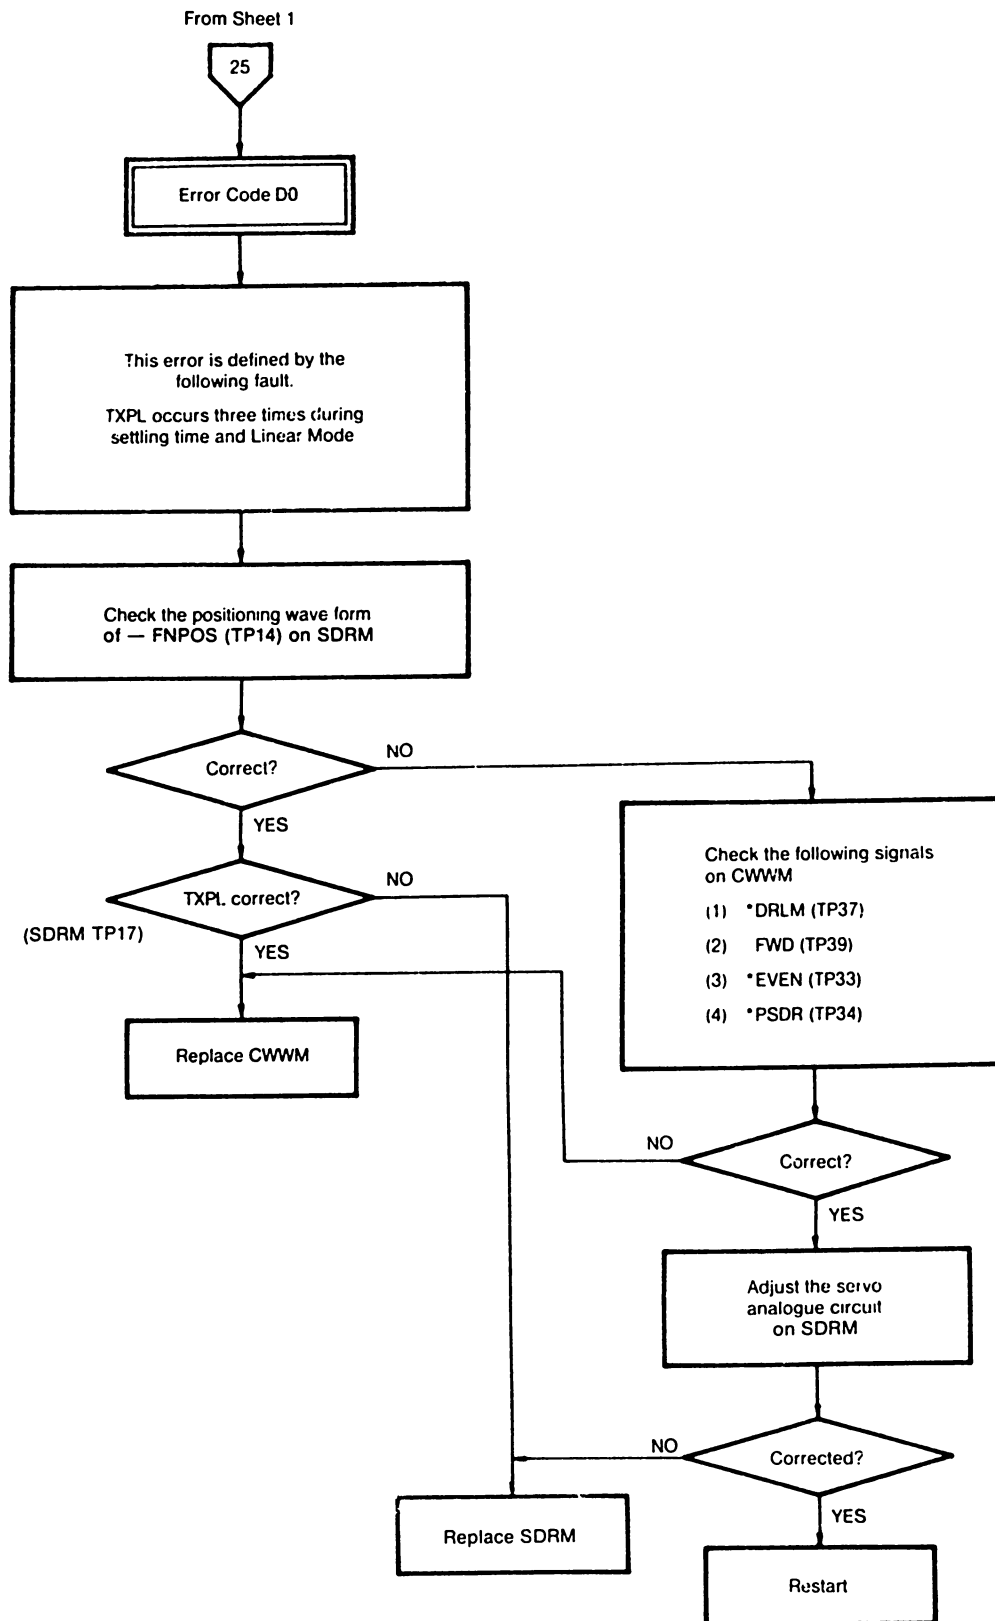 From Sheet 1
25
Error Code D0
This error is defined by the
following fault.
TXPL occurs three times during
settling time and Linear Mode
Check the positioning wave form
of — FNPOS (TP14) on SDRM
Correct?
NO
YES
TXPL correct?
NO
(SDRM TP17)
YES
Replace CWWM
Check the following signals
on CWWM
(1) *DRLM (TP37)
(2) FWD (TP39)
(3) *EVEN (TP33)
(4) *PSDR (TP34)
NO
Correct?
YES
Adjust the servo
analogue circuit
on SDRM
NO
Corrected?
YES
Replace SDRM
Restart